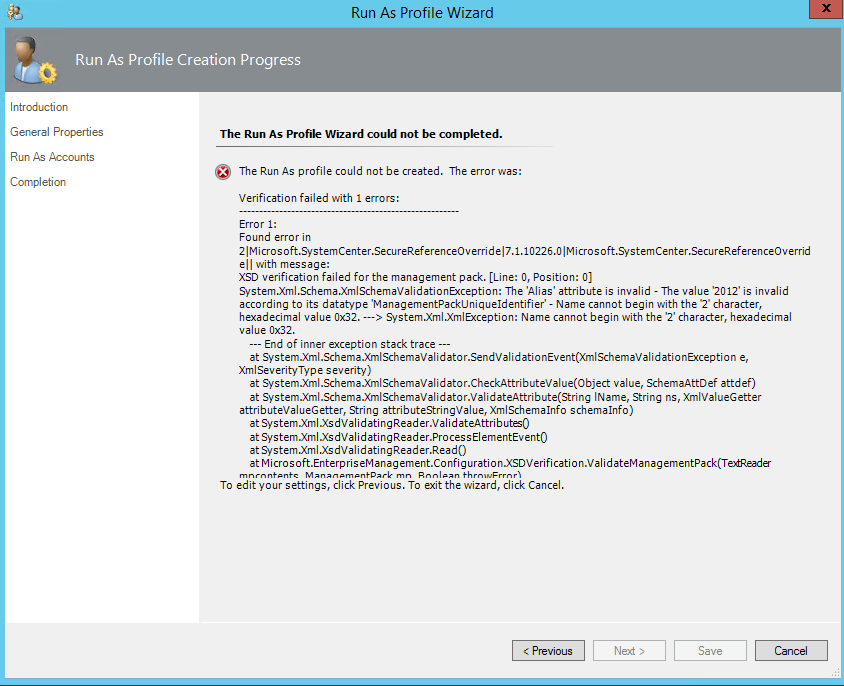 Run As Profile Wizard
X
Run As Profile Creation Progress
Introduction
General Properties
Run As Accounts
Completion
The Run As Profile Wizard could not be completed.
The Run As profile could not be created.  The error was:
Verification failed with 1 errors:
-------------------------------------------------------
Error 1:
Found error in
2|Microsoft.SystemCenter.SecureReferenceOverride|7.1.10226.0|Microsoft.SystemCenter.SecureReferenceOverrid
e|| with message:
XSD verification failed for the management pack. [Line: 0, Position: 0]
System.Xml.Schema.XmlSchemaValidationException: The 'Alias' attribute is invalid - The value '2012' is invalid
according to its datatype 'ManagementPackUniqueIdentifier' - Name cannot begin with the '2' character,
hexadecimal value 0x32. ---> System.Xml.XmlException: Name cannot begin with the '2' character, hexadecimal
value 0x32.
--- End of inner exception stack trace ---
at System.Xml.Schema.XmlSchemaValidator.SendValidationEvent(XmlSchemaValidationException e,
XmlSeverityType severity)
at System.Xml.Schema.XmlSchemaValidator.CheckAttributeValue(Object value, SchemaAttDef attdef)
at System.Xml.Schema.XmlSchemaValidator.ValidateAttribute(String lName, String ns, XmlValueGetter
attributeValueGetter, String attributeStringValue, XmlSchemaInfo schemaInfo)
at System.Xml.XsdValidatingReader.ValidateAttributes()
at System.Xml.XsdValidatingReader.ProcessElementEvent()
at System.Xml.XsdValidatingReader.Read()
at Microsoft.EnterpriseManagement.Configuration.XSDVerification.ValidateManagementPack(TextReader
mpcontents, ManagementPack mp, Boolean throwError)
To edit your settings, click Previous. To exit the wizard, click Cancel.
< Previous
Next >
Save
Cancel